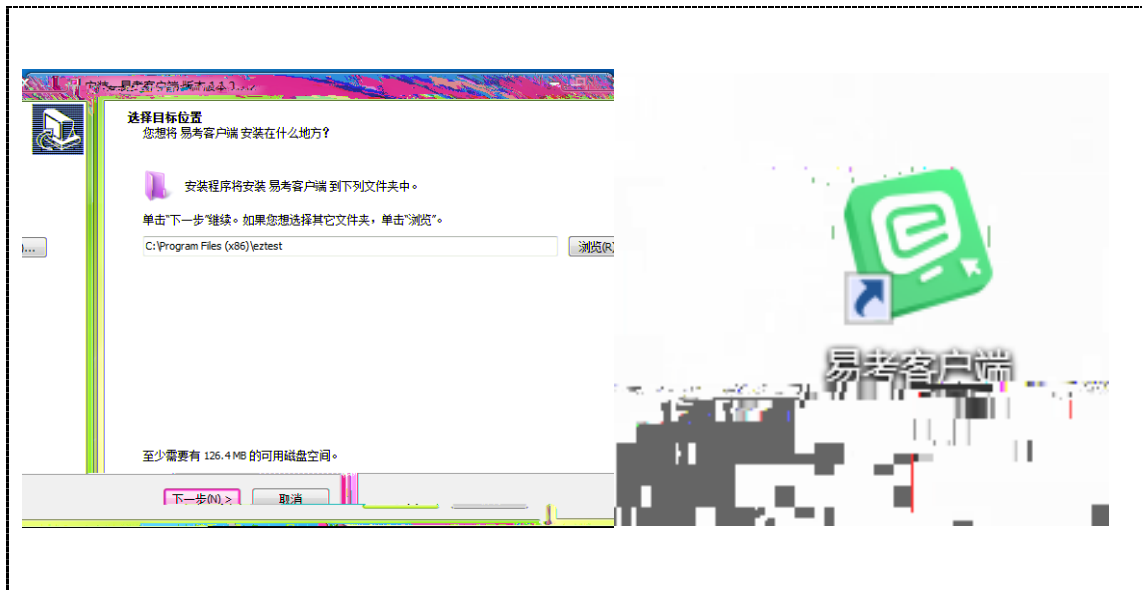 选择目标位置
您想将 易考客户端 安装在什么地方?
安装程序将安装 易考客户端 到下列文件夹中。
单击"下一步"继续。如果您想选择其它文件夹,单击"浏览"。
C:\Program Files (x86)\eztest
浏览(R)
至少需要有 126.4 MB 的可用磁盘空间。
下一步(N) >
取消
易考客户端